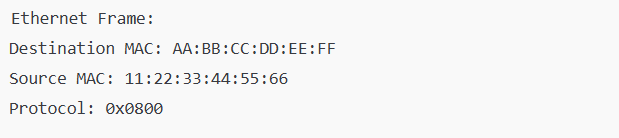 Ethernet Frame:
Destination MAC: AA:BB:CC:DD:EE:FF
Source MAC: 11:22:33:44:55:66
Protocol: 0x0800